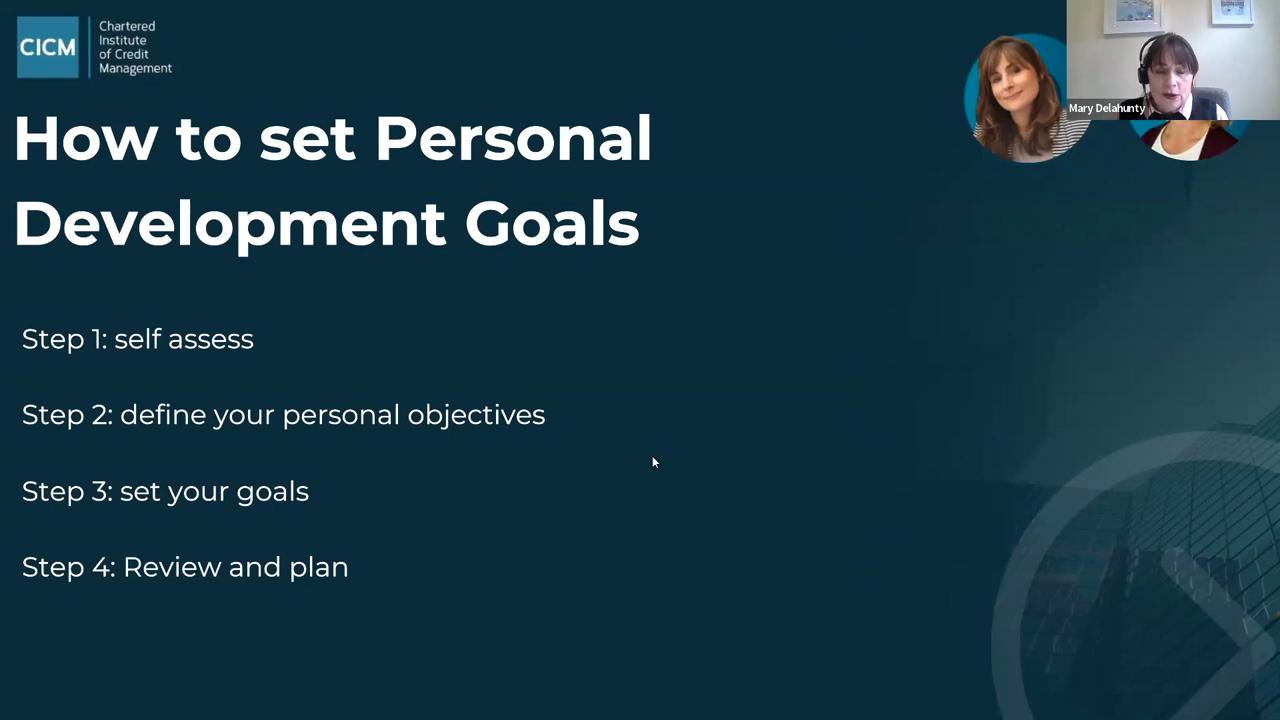 CICM
Chartered
Institute
of Credit
Management
Mary Delahunty
How to set Personal
Development Goals
Step 1: self assess
Step 2: define your personal objectives
Step 3: set your goals
Step 4: Review and plan